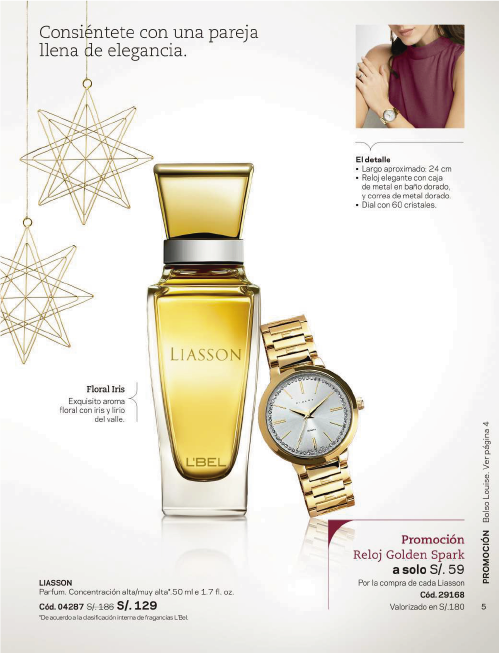 Consiéntete con una pareja
llena de elegancia.
El detalle
• Largo aproximado: 24 cm
• Reloj elegante con caja
de metal en baño dorado,
y correa de metal dorado.
• Dial con 60 cristales.
LIASSON
L'BEL
Floral Iris
Exquisito aroma
floral con iris y lirio
del valle.
PROMOCIÓN Bolso Louise. Ver página 4
Promoción
Reloj Golden Spark
a solo S/. 59
Por la compra de cada Liasson
Cód. 29168
Valorizado en S/.180
5
LIASSON
Parfum. Concentración alta/muy alta*.50 ml e 1.7 fl. oz.
Cód. 04287 S/. 186 S/. 129
*De acuerdo a la clasificación interna de fragancias L'Bel.